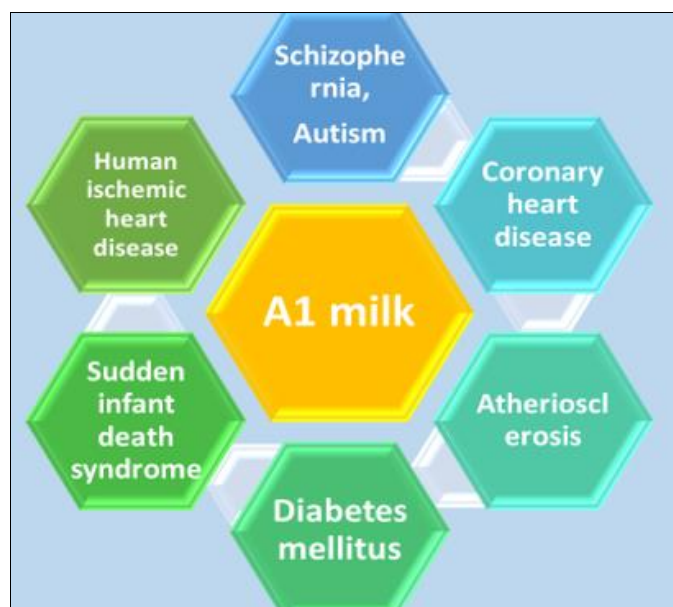 Schizophe
rnia,
Autism
Coronary
heart
disease
Atherioscl
erosis
Diabetes
mellitus
Sudden
infant
death
syndrome
Human
ischemic
heart
disease
A1 milk